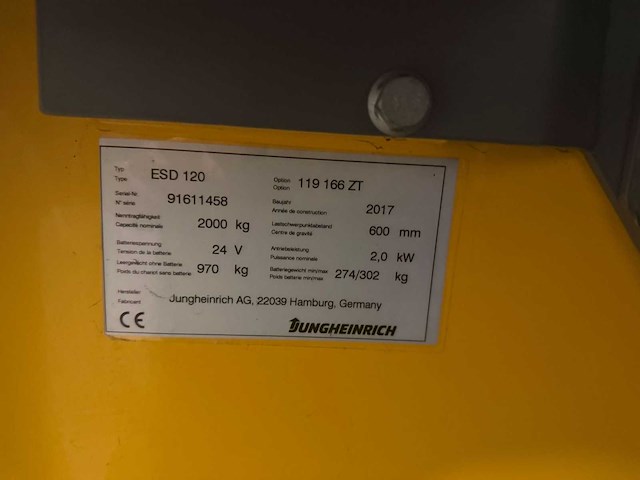 Typ
Type
ESD 120
Option
Option
119 166 ZT
Serial-Nr.
N° série
91611458
Baujahr
Année de construction
2017
Nenntragfähigkeit
Capacité nominale
2000 kg
Lastschwerpunktabstand
Centre de gravité
600 mm
Batteriespannung
Tension de la batterie
24 V
Antriebsleistung
Puissance nominale
2,0 kW
Leergewicht ohne Batterie
Poids du chariot sans batterie
970 kg
Batteriegewicht min/max
Poids batterie min/max
274/302 kg
Hersteller
Fabricant
Jungheinrich AG, 22039 Hamburg, Germany
CE
JUNGHEINRICH